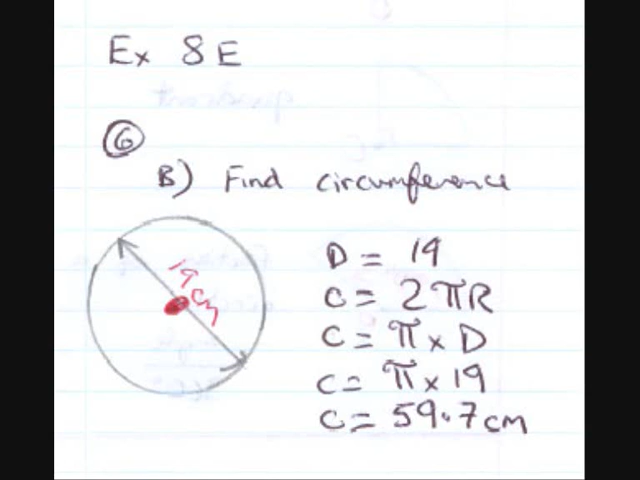 Ex 8E
6
B) Find circumference
19cm
D = 19
C = 2πR
C = π x D
C = π x 19
C = 59.7cm